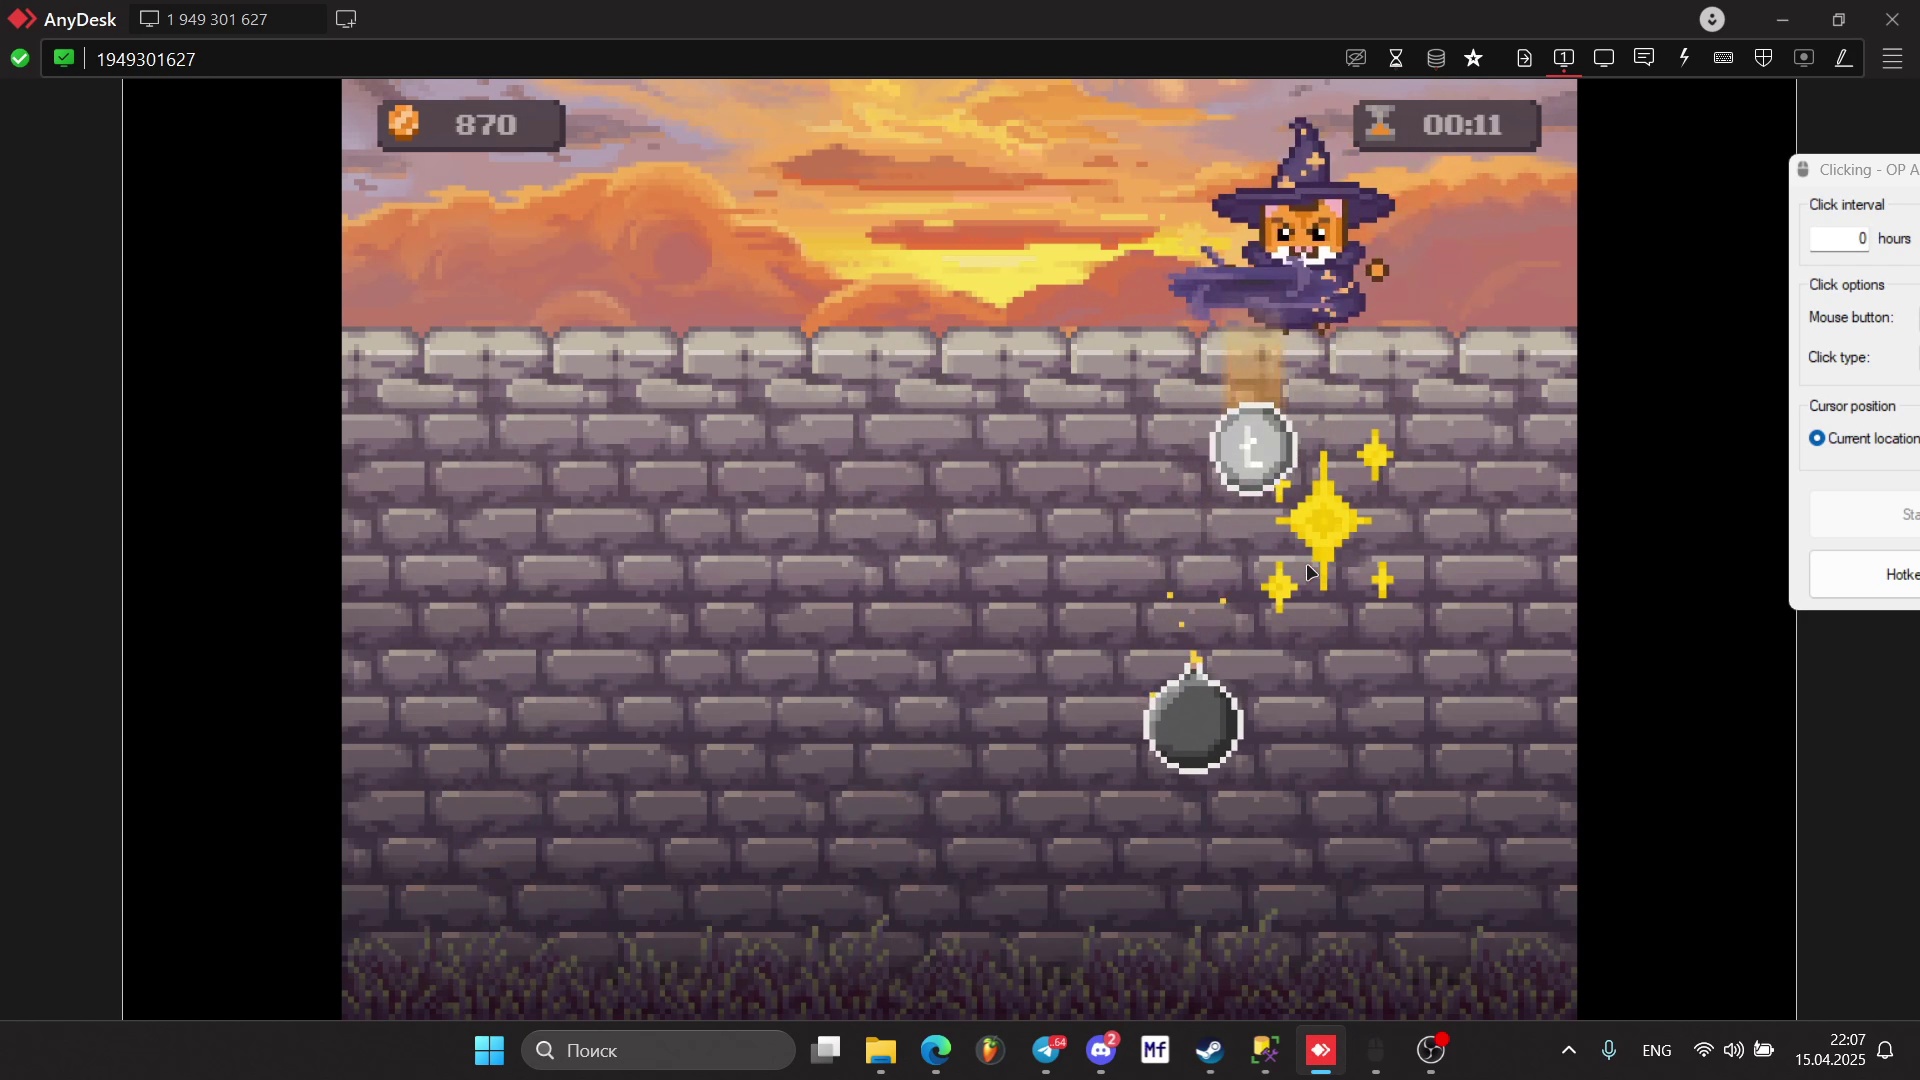 AnyDesk
1 949 301 627
1949301627
870
00:11
Clicking - OP A
Click interval
0 hours
Click options
Mouse button:
Click type:
Cursor position
Current location
Sta
Hotke
Поиск
64
2
Mf
ENG
22:07
15.04.2025